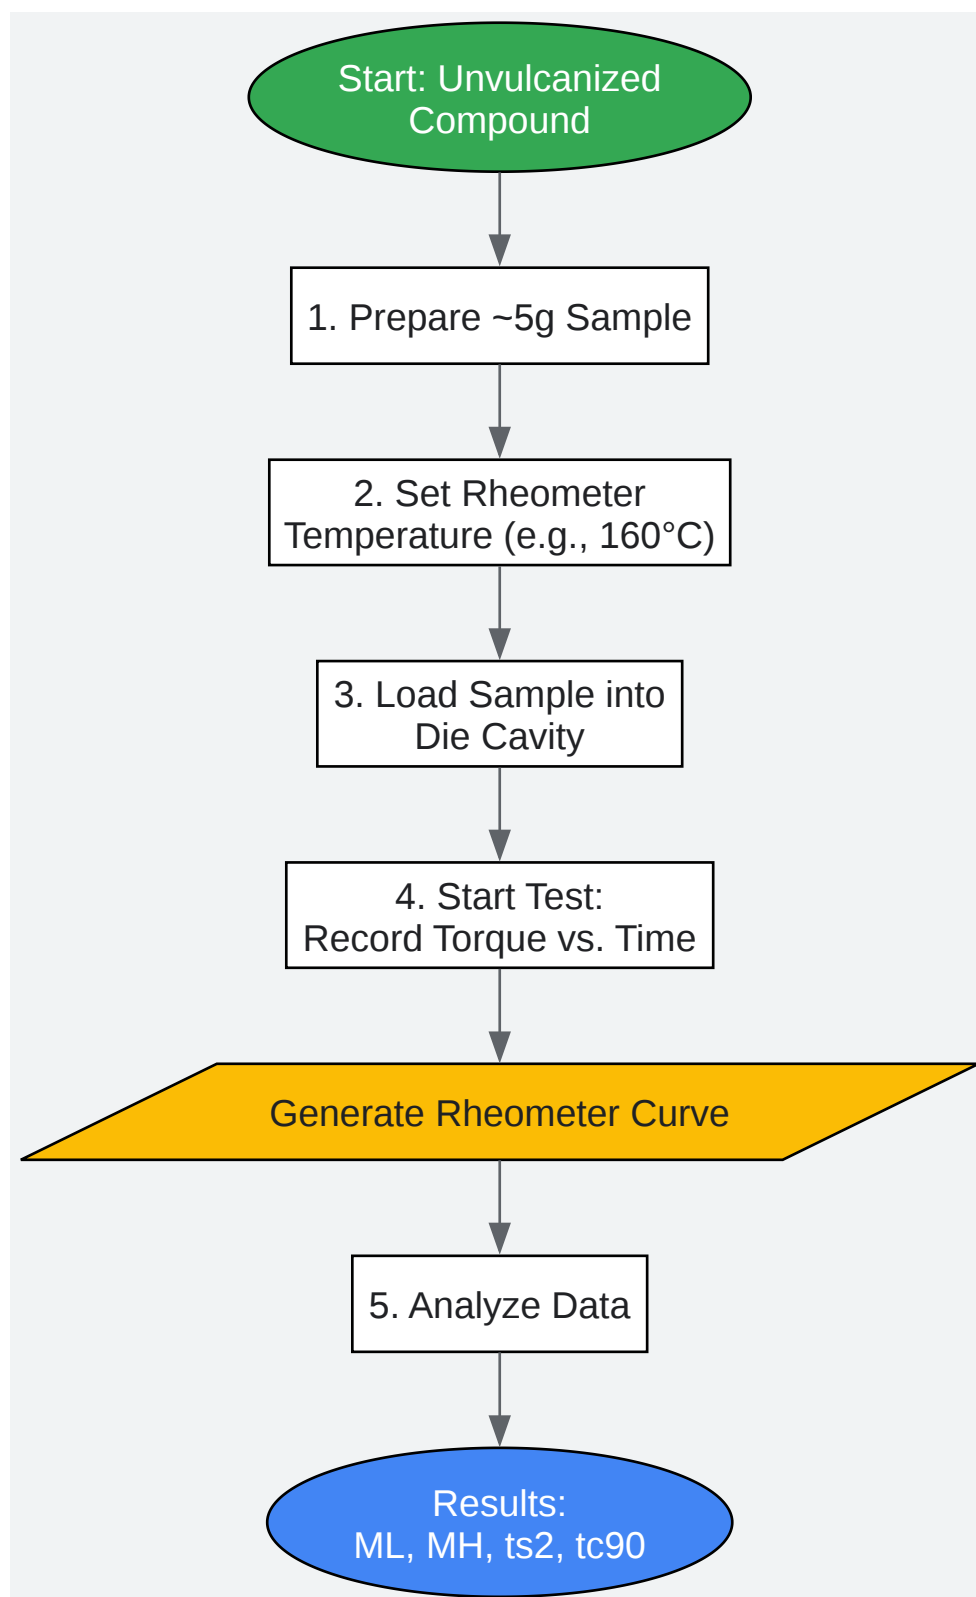 Start: Unvulcanized
Compound
1. Prepare ~5g Sample
2. Set Rheometer
Temperature (e.g., 160°C)
3. Load Sample into
Die Cavity
4. Start Test:
Record Torque vs. Time
Generate Rheometer Curve
5. Analyze Data
Results:
ML, MH, ts2, tc90